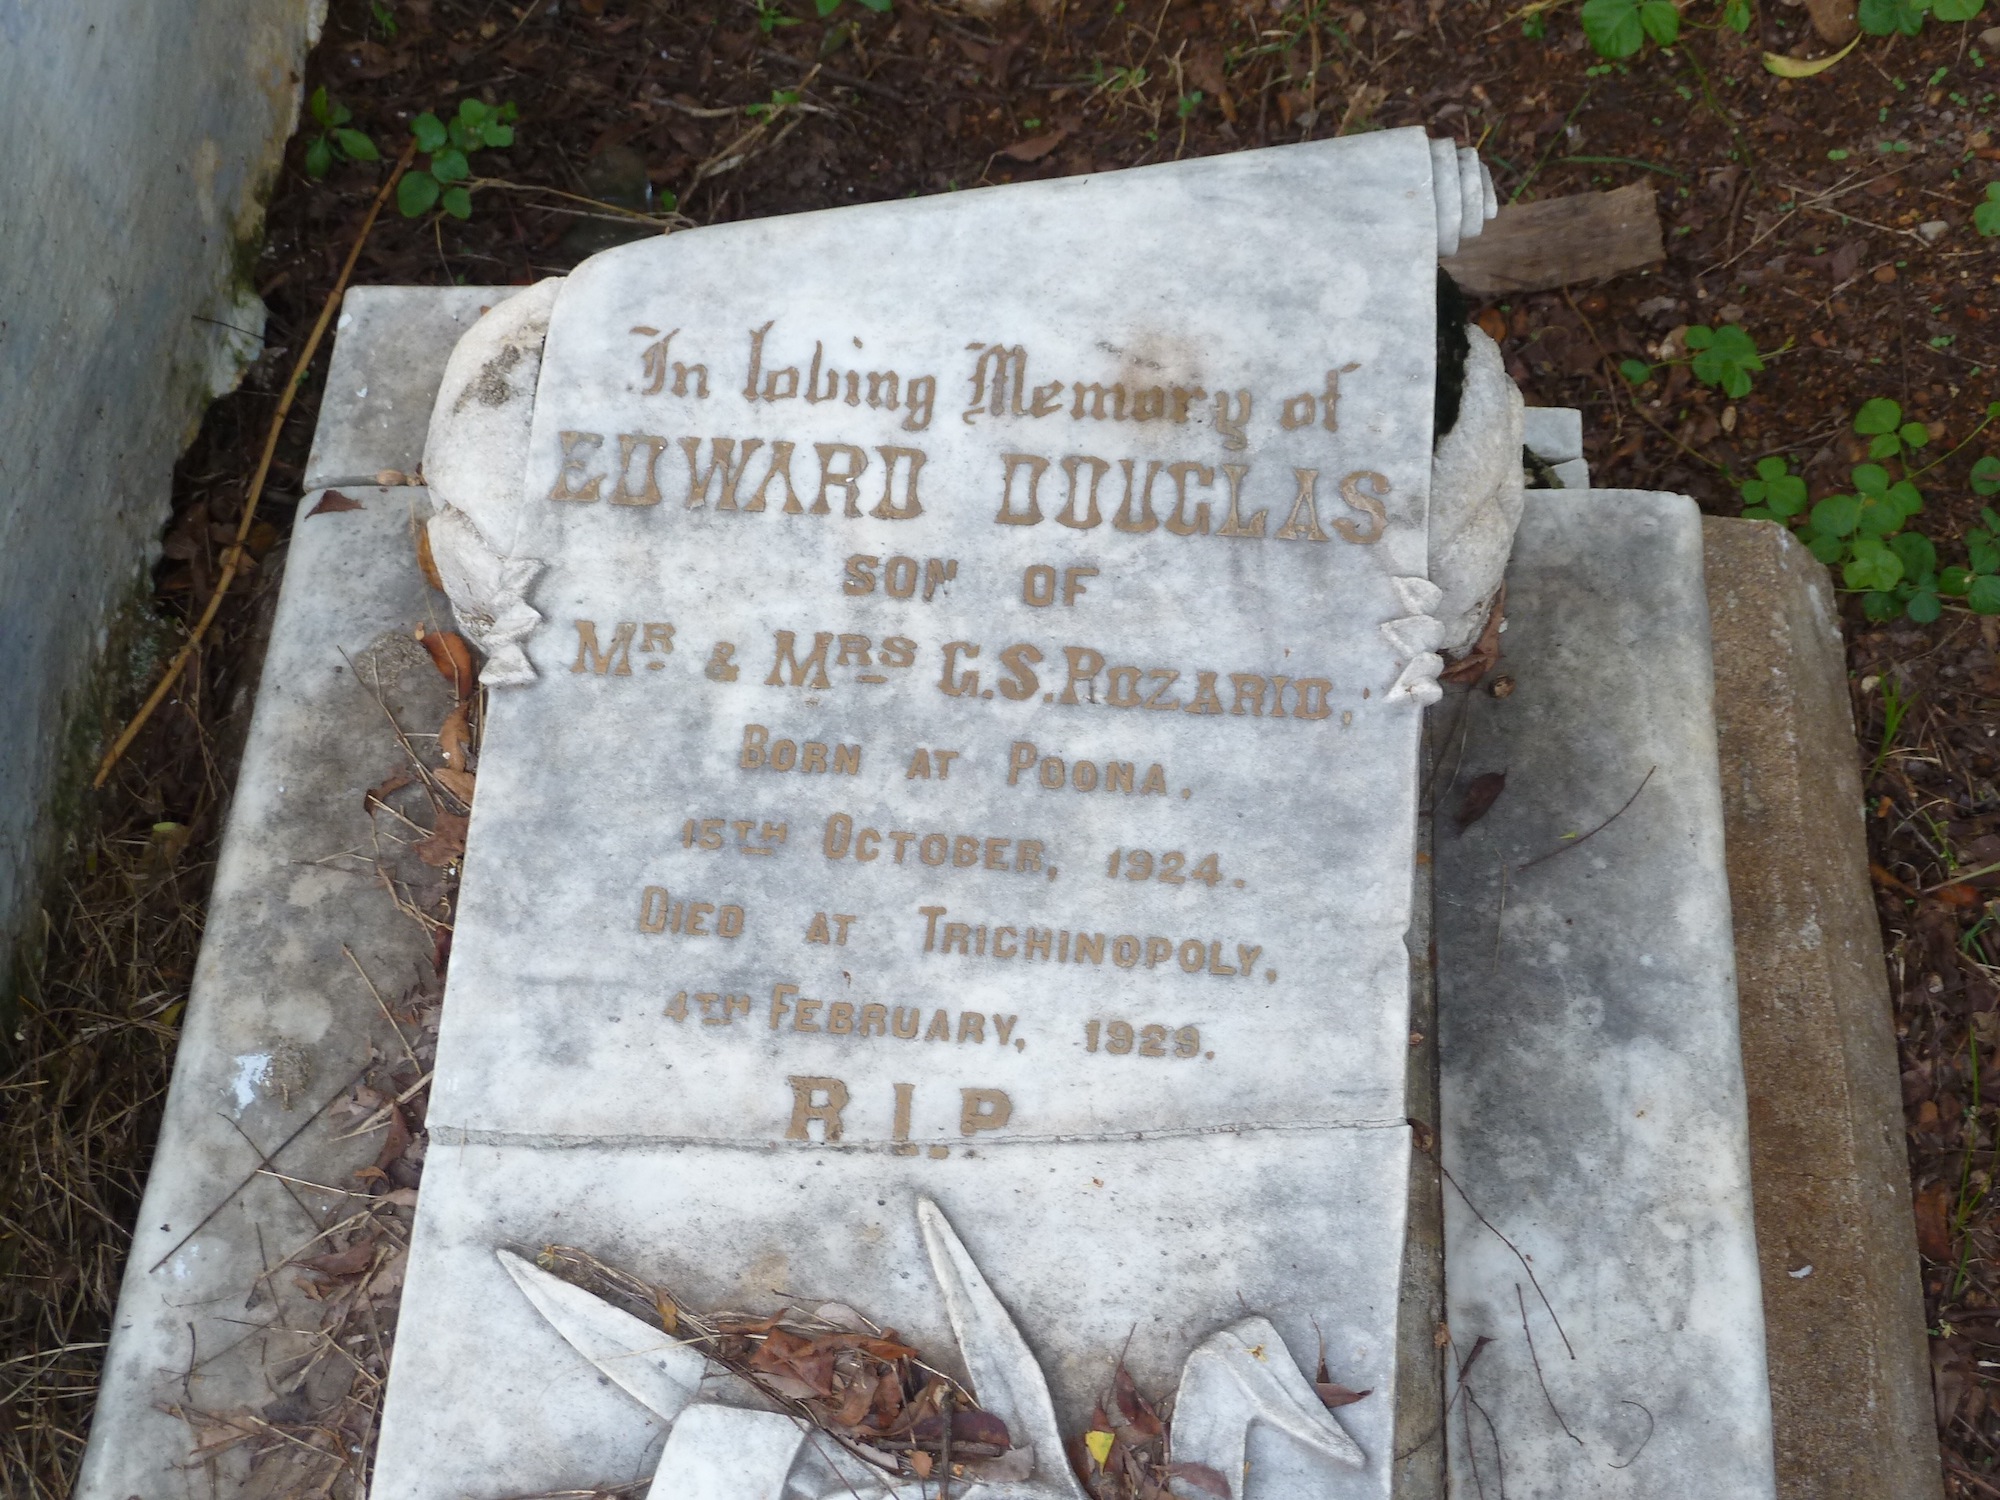 In loving Memory of
EDWARD DOUGLAS
SON OF
MR & MRS G.S. ROZARIO,
BORN AT POONA.
15TH OCTOBER, 1924.
DIED AT TRICHINOPOLY,
4TH FEBRUARY, 1929.
R.I.P.